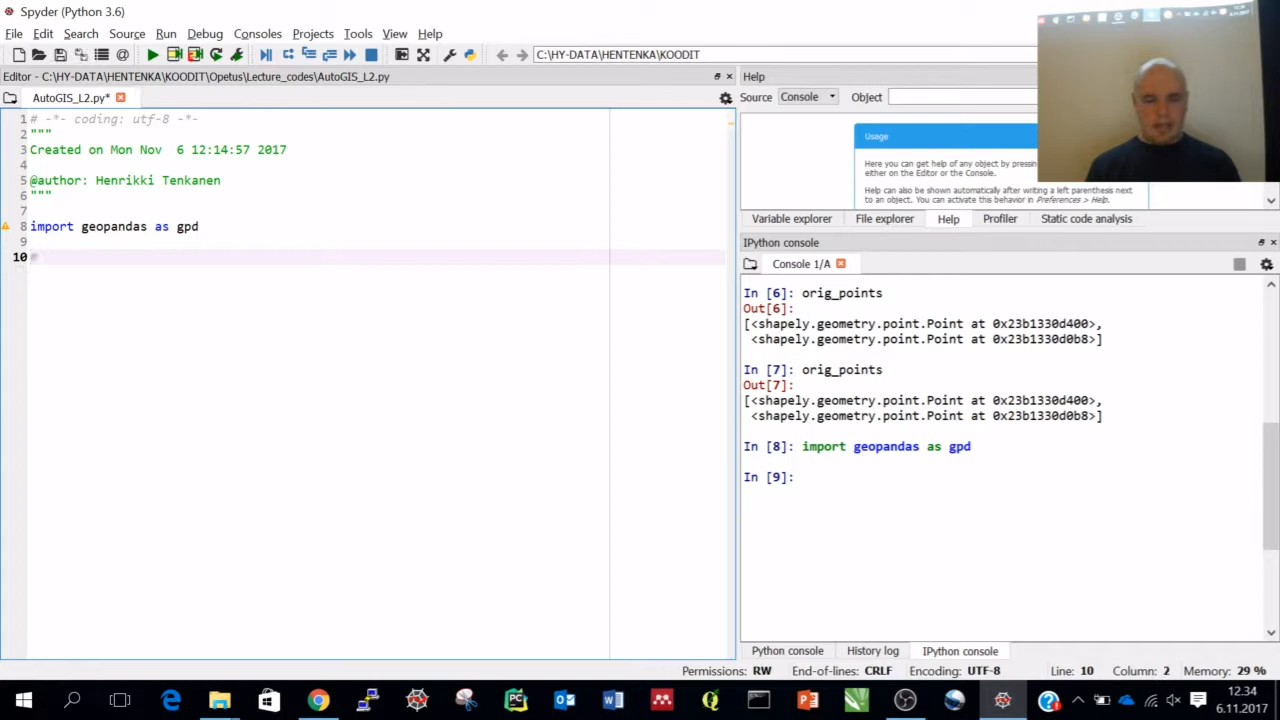 Spyder (Python 3.6)
File Edit Search Source Run Debug Consoles Projects Tools View Help
C:\HY-DATA\HENTENKA\KOODIT
Editor - C:\HY-DATA\HENTENKA\KOODIT\Opetus\Lecture_codes\AutoGIS_L2.py
AutoGIS_L2.py*
1 # -*- coding: utf-8 -*-
2 """
3 Created on Mon Nov  6 12:14:57 2017
4
5 @author: Henrikki Tenkanen
6 """
7
8 import geopandas as gpd
9
10 #
Help
Source Console Object
Usage
Here you can get help of any object by pressing
either on the Editor or the Console.
Help can also be shown automatically after writing a left parenthesis next
to an object. You can activate this behavior in Preferences > Help.
Variable explorer File explorer Help Profiler Static code analysis
IPython console
Console 1/A
In [6]: orig_points
Out[6]:
[<shapely.geometry.point.Point at 0x23b1330d400>,
<shapely.geometry.point.Point at 0x23b1330d0b8>]
In [7]: orig_points
Out[7]:
[<shapely.geometry.point.Point at 0x23b1330d400>,
<shapely.geometry.point.Point at 0x23b1330d0b8>]
In [8]: import geopandas as gpd
In [9]:
Python console History log IPython console
Permissions: RW End-of-lines: CRLF Encoding: UTF-8 Line: 10 Column: 2 Memory: 29 %
12.34
6.11.2017